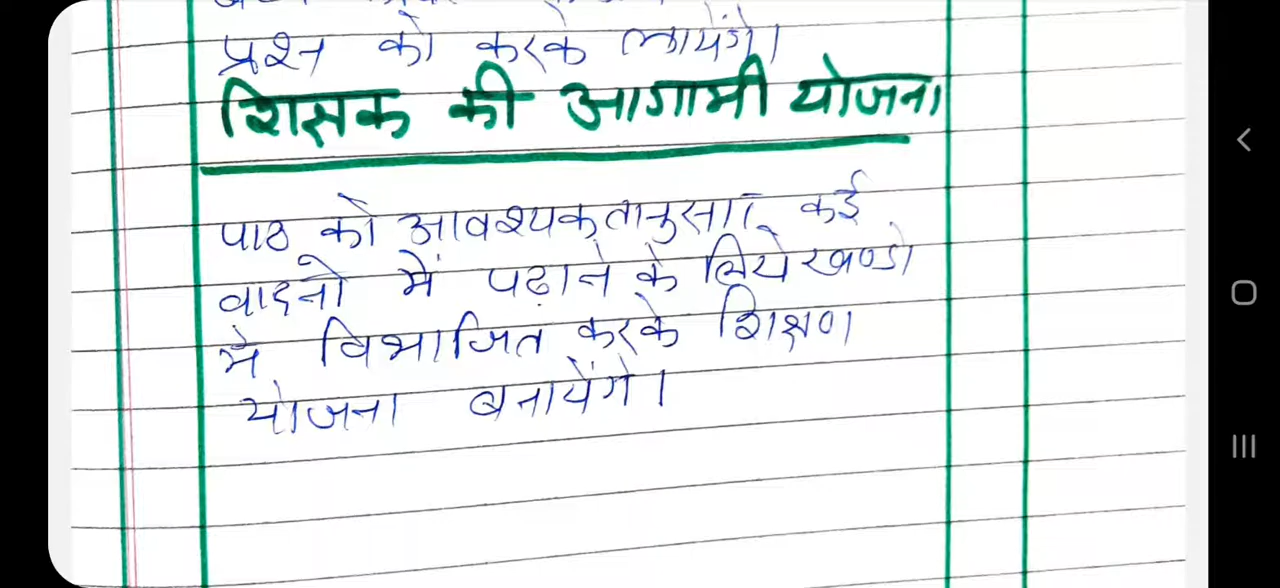 प्रश्न को करके लायेंगे।
शिक्षक की आगामी योजना
पाठ को आवश्यकतानुसार कई
वादनो में पढ़ाने के लिये खण्डो
मे विभाजित करके शिक्षण
योजना बनायेंगे।